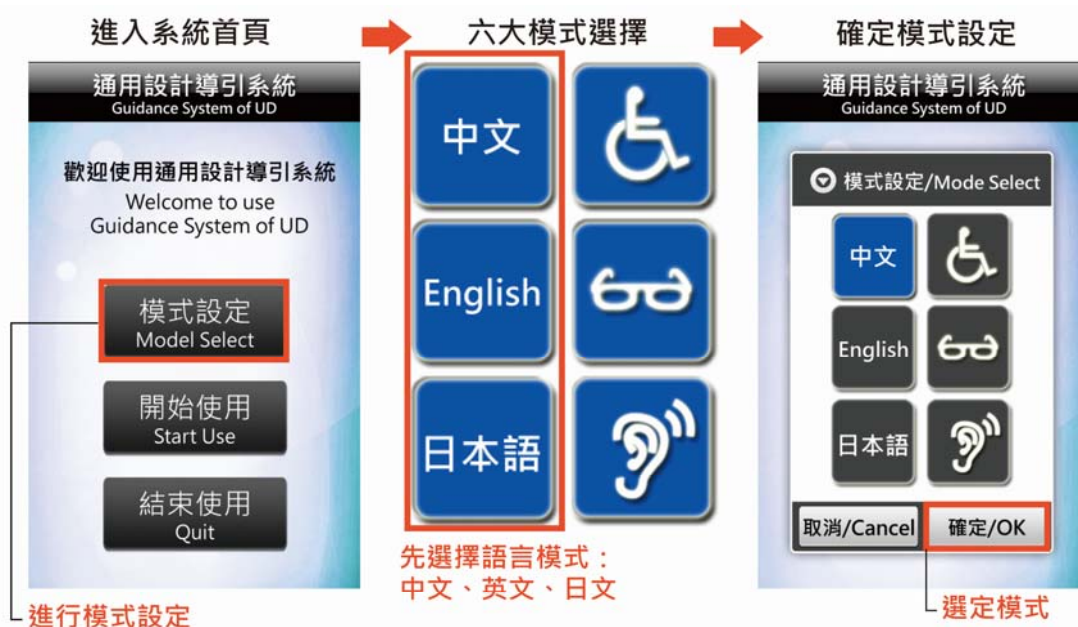 進入系統首頁
六大模式選擇
確定模式設定
通用設計導引系統
Guidance System of UD
歡迎使用通用設計導引系統
Welcome to use
Guidance System of UD
模式設定
Model Select
開始使用
Start Use
結束使用
Quit
進行模式設定
中文
English
日本語
先選擇語言模式：
中文、英文、日文
通用設計導引系統
Guidance System of UD
模式設定/Mode Select
中文
English
日本語
取消/Cancel
確定/OK
選定模式